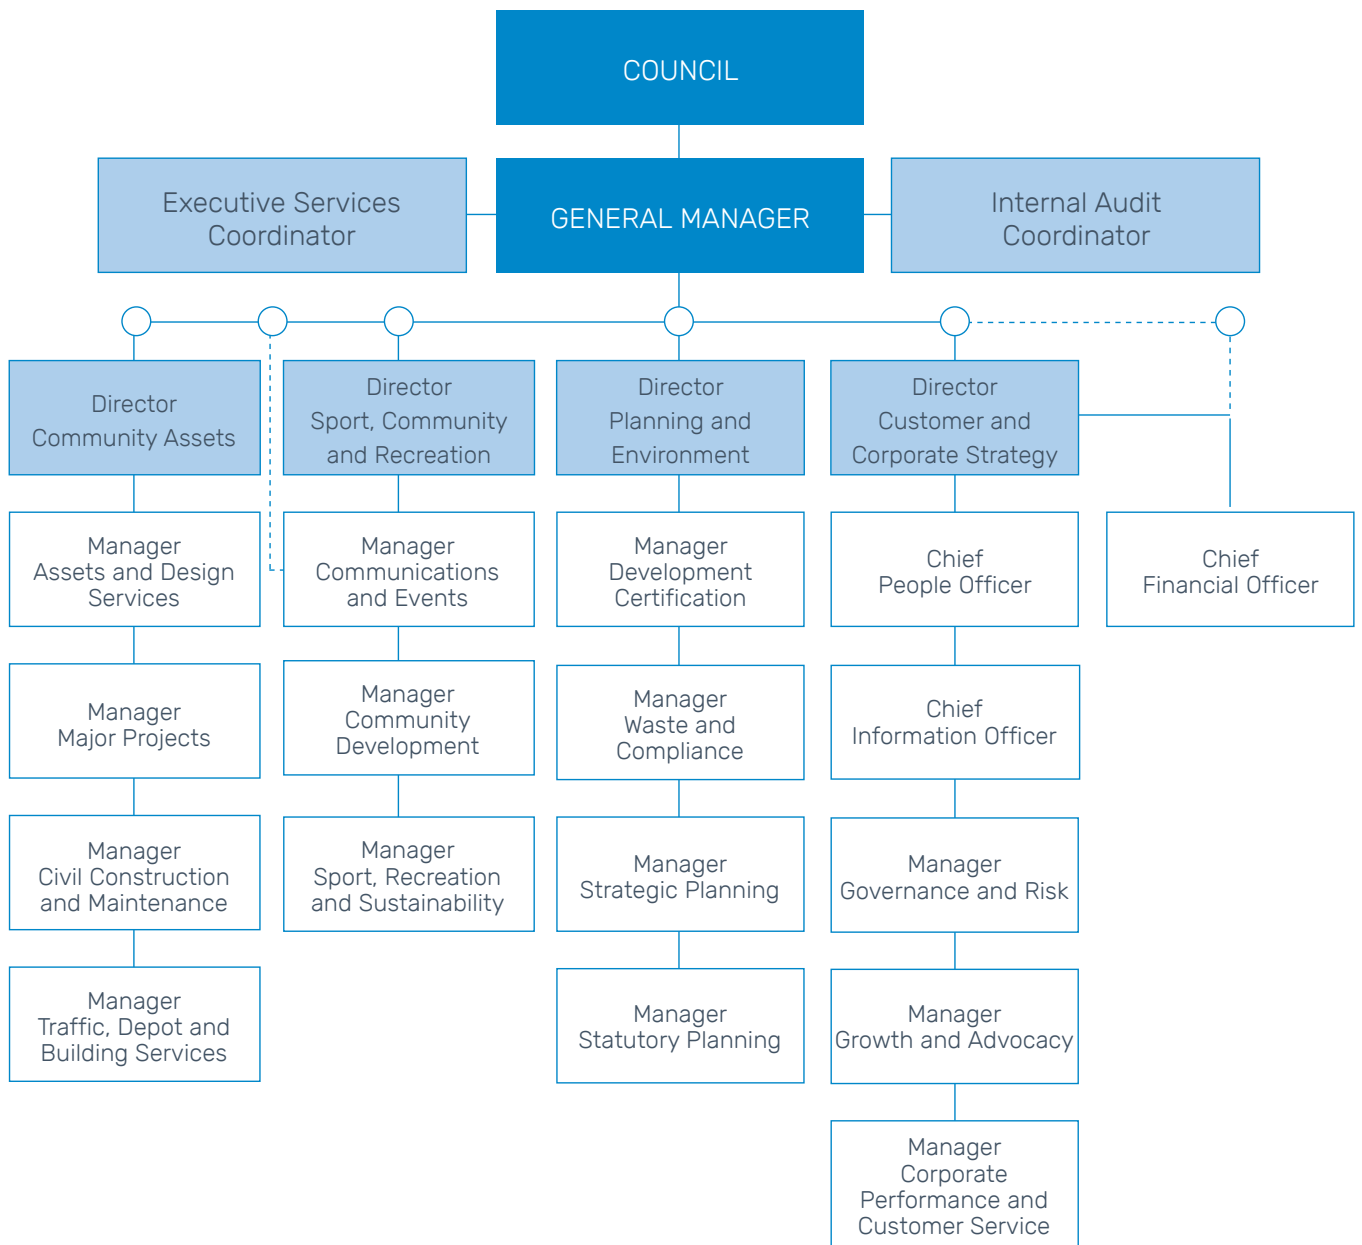 COUNCIL
Executive Services
Coordinator
GENERAL MANAGER
Internal Audit
Coordinator
Director
Community Assets
Director
Sport, Community
and Recreation
Director
Planning and
Environment
Director
Customer and
Corporate Strategy
Manager
Assets and Design
Services
Manager
Communications
and Events
Manager
Development
Certification
Chief
People Officer
Chief
Financial Officer
Manager
Major Projects
Manager
Community
Development
Manager
Waste and
Compliance
Chief
Information Officer
Manager
Civil Construction
and Maintenance
Manager
Sport, Recreation
and Sustainability
Manager
Strategic Planning
Manager
Governance and Risk
Manager
Traffic, Depot and
Building Services
Manager
Statutory Planning
Manager
Growth and Advocacy
Manager
Corporate
Performance and
Customer Service